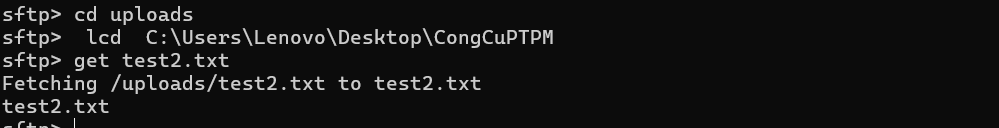 sftp> cd uploads
sftp>  lcd  C:\Users\Lenovo\Desktop\CongCuPTPM
sftp> get test2.txt
Fetching /uploads/test2.txt to test2.txt
test2.txt
sftp>